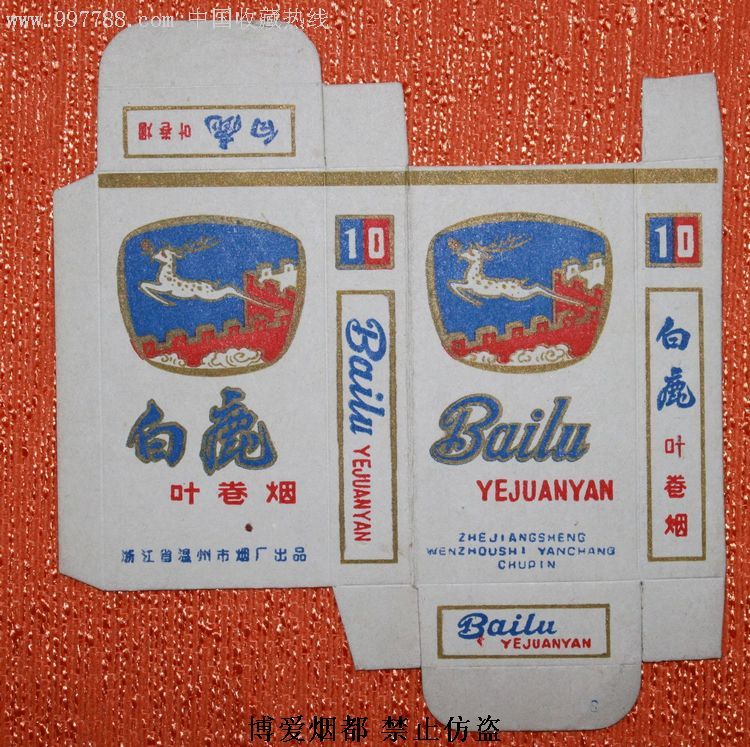 www.997788.com 中国收藏热线
白鹿
叶卷烟
10
10
白鹿
叶卷烟
浙江省温州市烟厂出品
Bailu
YEJUANYAN
Bailu
YEJUANYAN
ZHEJIANGSHENG
WENZHOUSHI YANCHANG
CHUPIN
白鹿
叶卷烟
Bailu
YEJUANYAN
博爱烟都 禁止仿盗